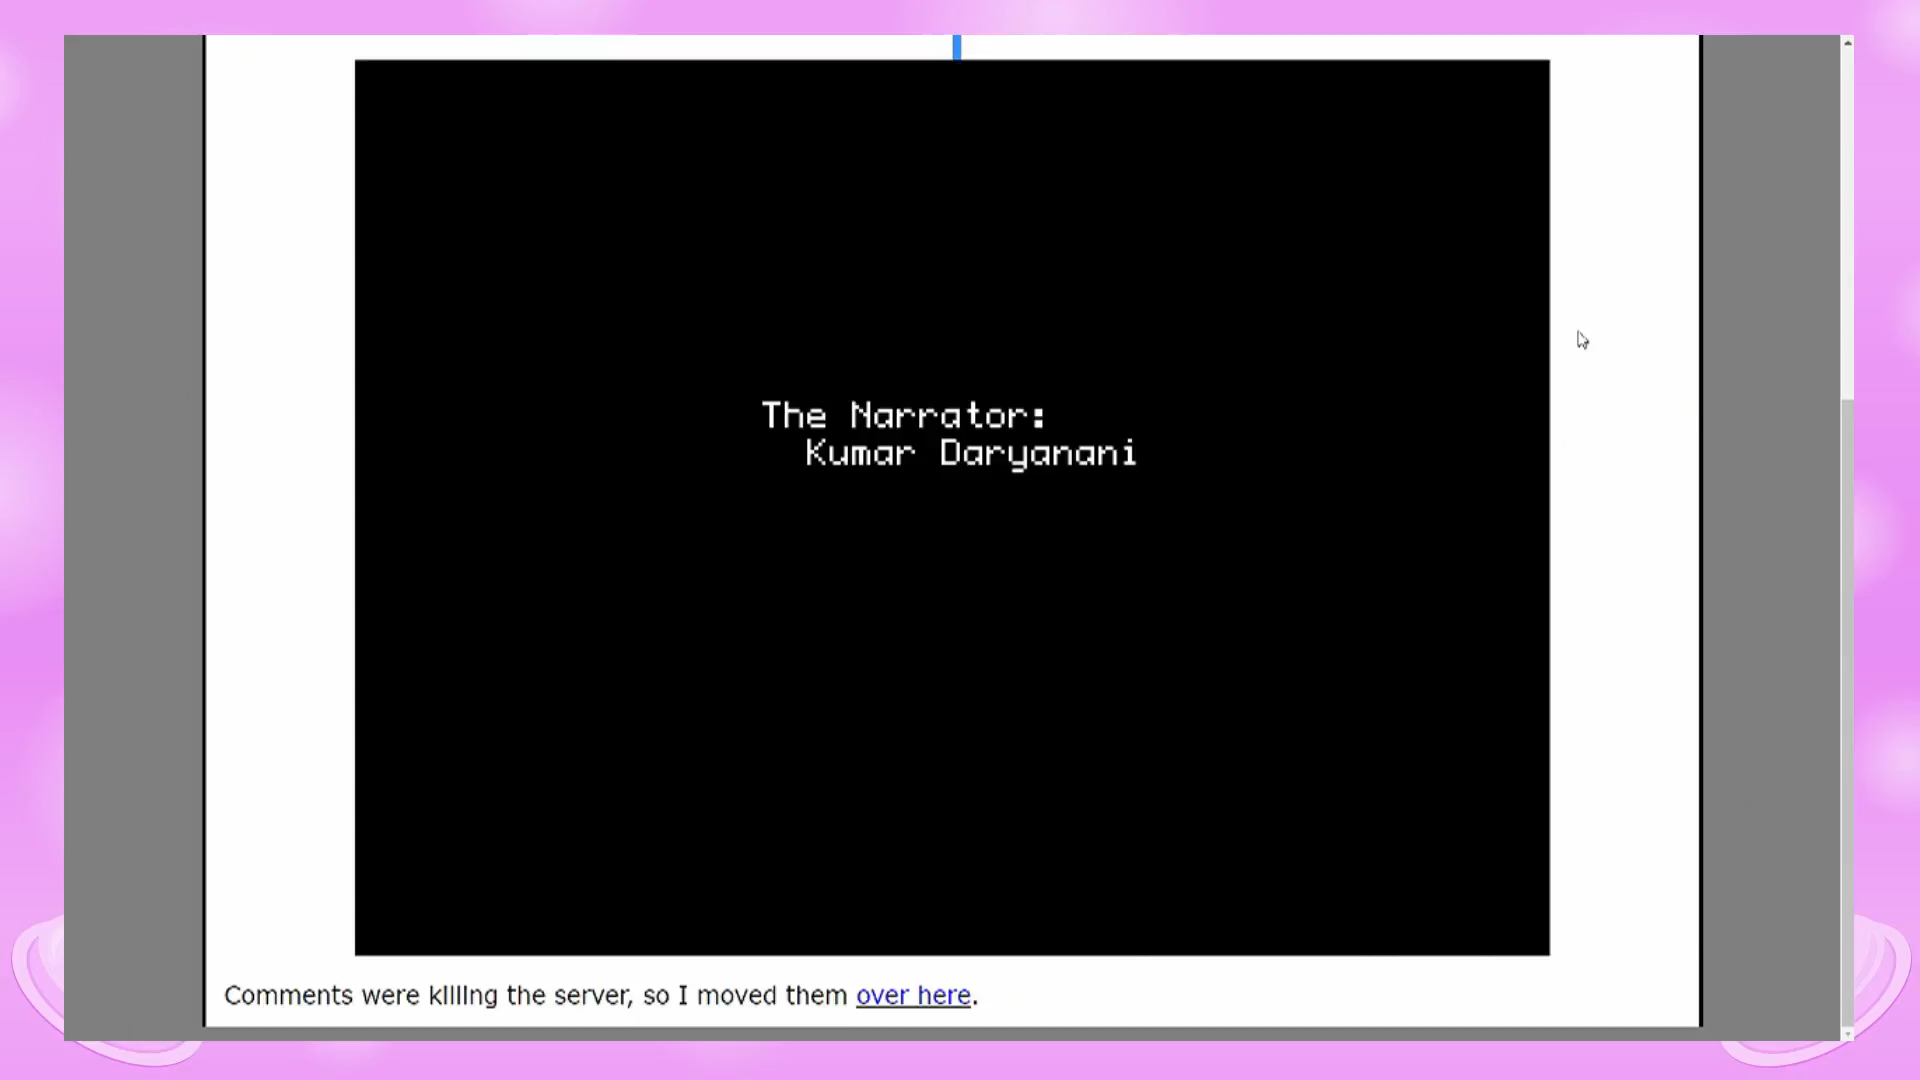 The Narrator:
Kumar Daryanani
Comments were killing the server, so I moved them over here.